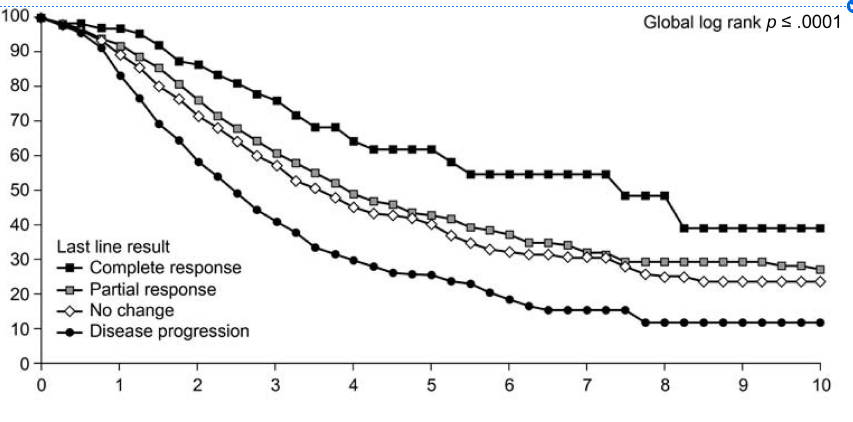 Global log rank p ≤ .0001
100
90
80
70
60
50
40
30
20
10
0
Last line result
Complete response
Partial response
No change
Disease progression
0 1 2 3 4 5 6 7 8 9 10